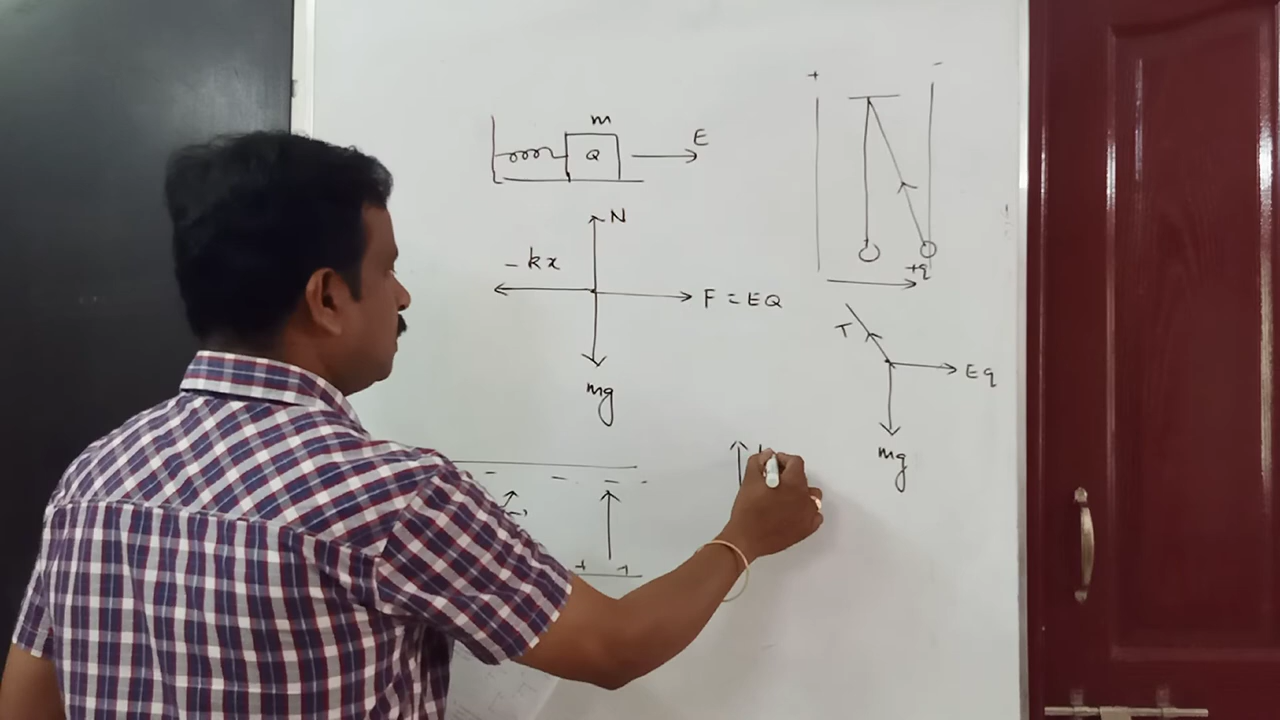 m
Q
E
N
- kx
F = EQ
mg
+ -
+q
T
Eq
mg
- - - -
+ +